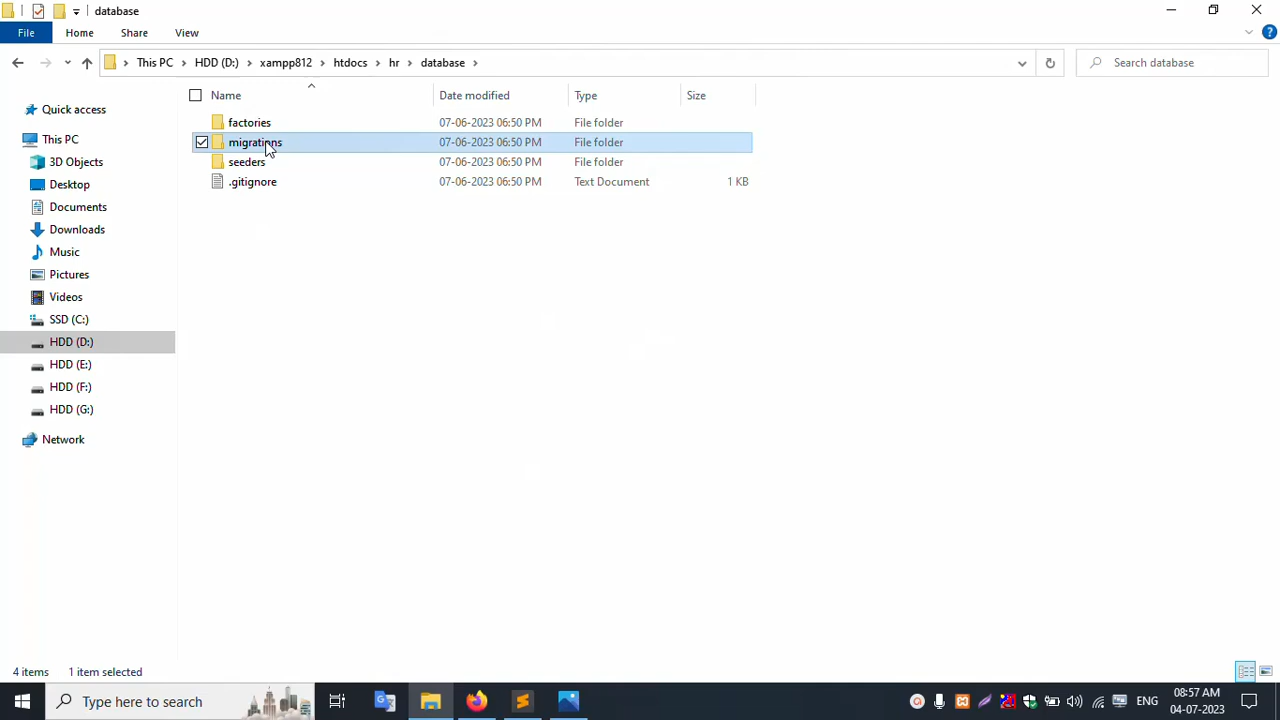 database
File
Home
Share
View
This PC
HDD (D:)
xampp812
htdocs
hr
database
Search database
Name
Date modified
Type
Size
factories
07-06-2023 06:50 PM
File folder
migrations
07-06-2023 06:50 PM
File folder
seeders
07-06-2023 06:50 PM
File folder
.gitignore
07-06-2023 06:50 PM
Text Document
1 KB
Quick access
This PC
3D Objects
Desktop
Documents
Downloads
Music
Pictures
Videos
SSD (C:)
HDD (D:)
HDD (E:)
HDD (F:)
HDD (G:)
Network
4 items
1 item selected
Type here to search
ENG
08:57 AM
04-07-2023